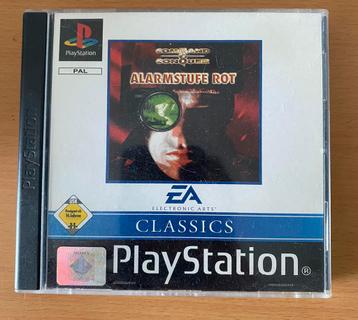 PlayStation
PAL
COMMAND & CONQUER
ALARMSTUFE ROT
EA
ELECTRONIC ARTS
CLASSICS
PlayStation
PlayStation